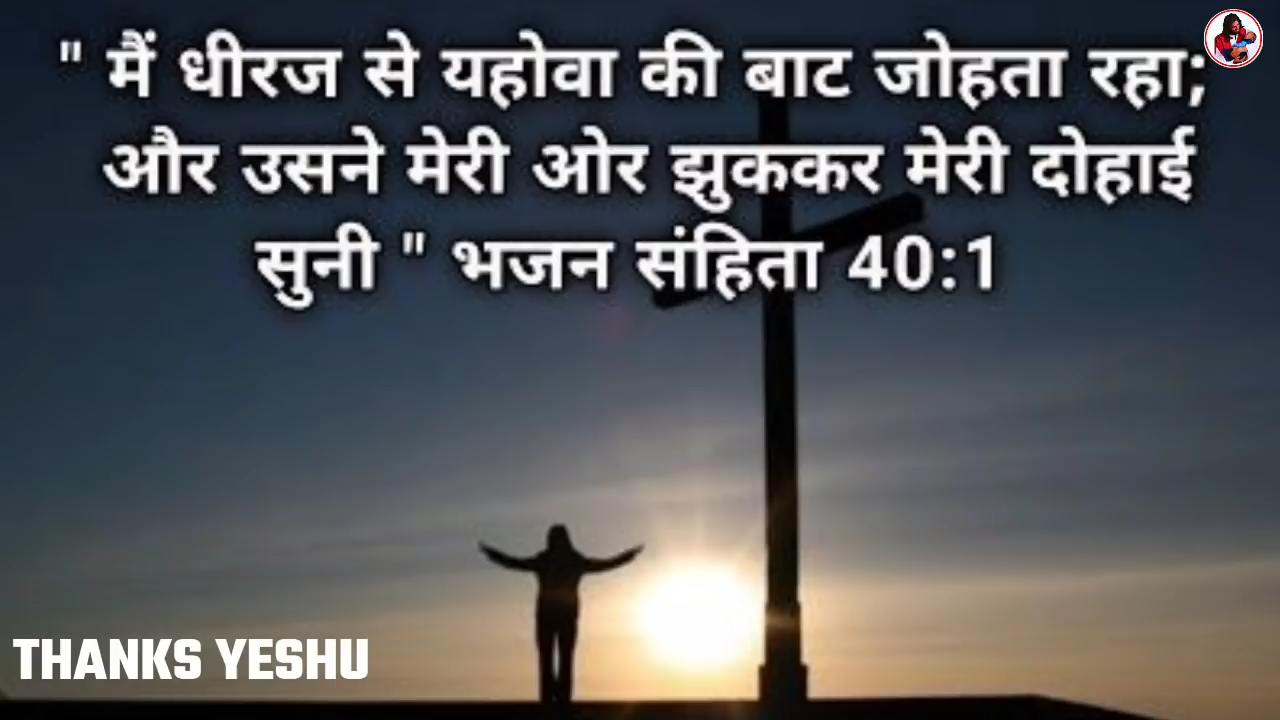 " मैं धीरज से यहोवा की बाट जोहता रहा;
और उसने मेरी ओर झुककर मेरी दोहाई
सुनी " भजन संहिता 40:1
THANKS YESHU